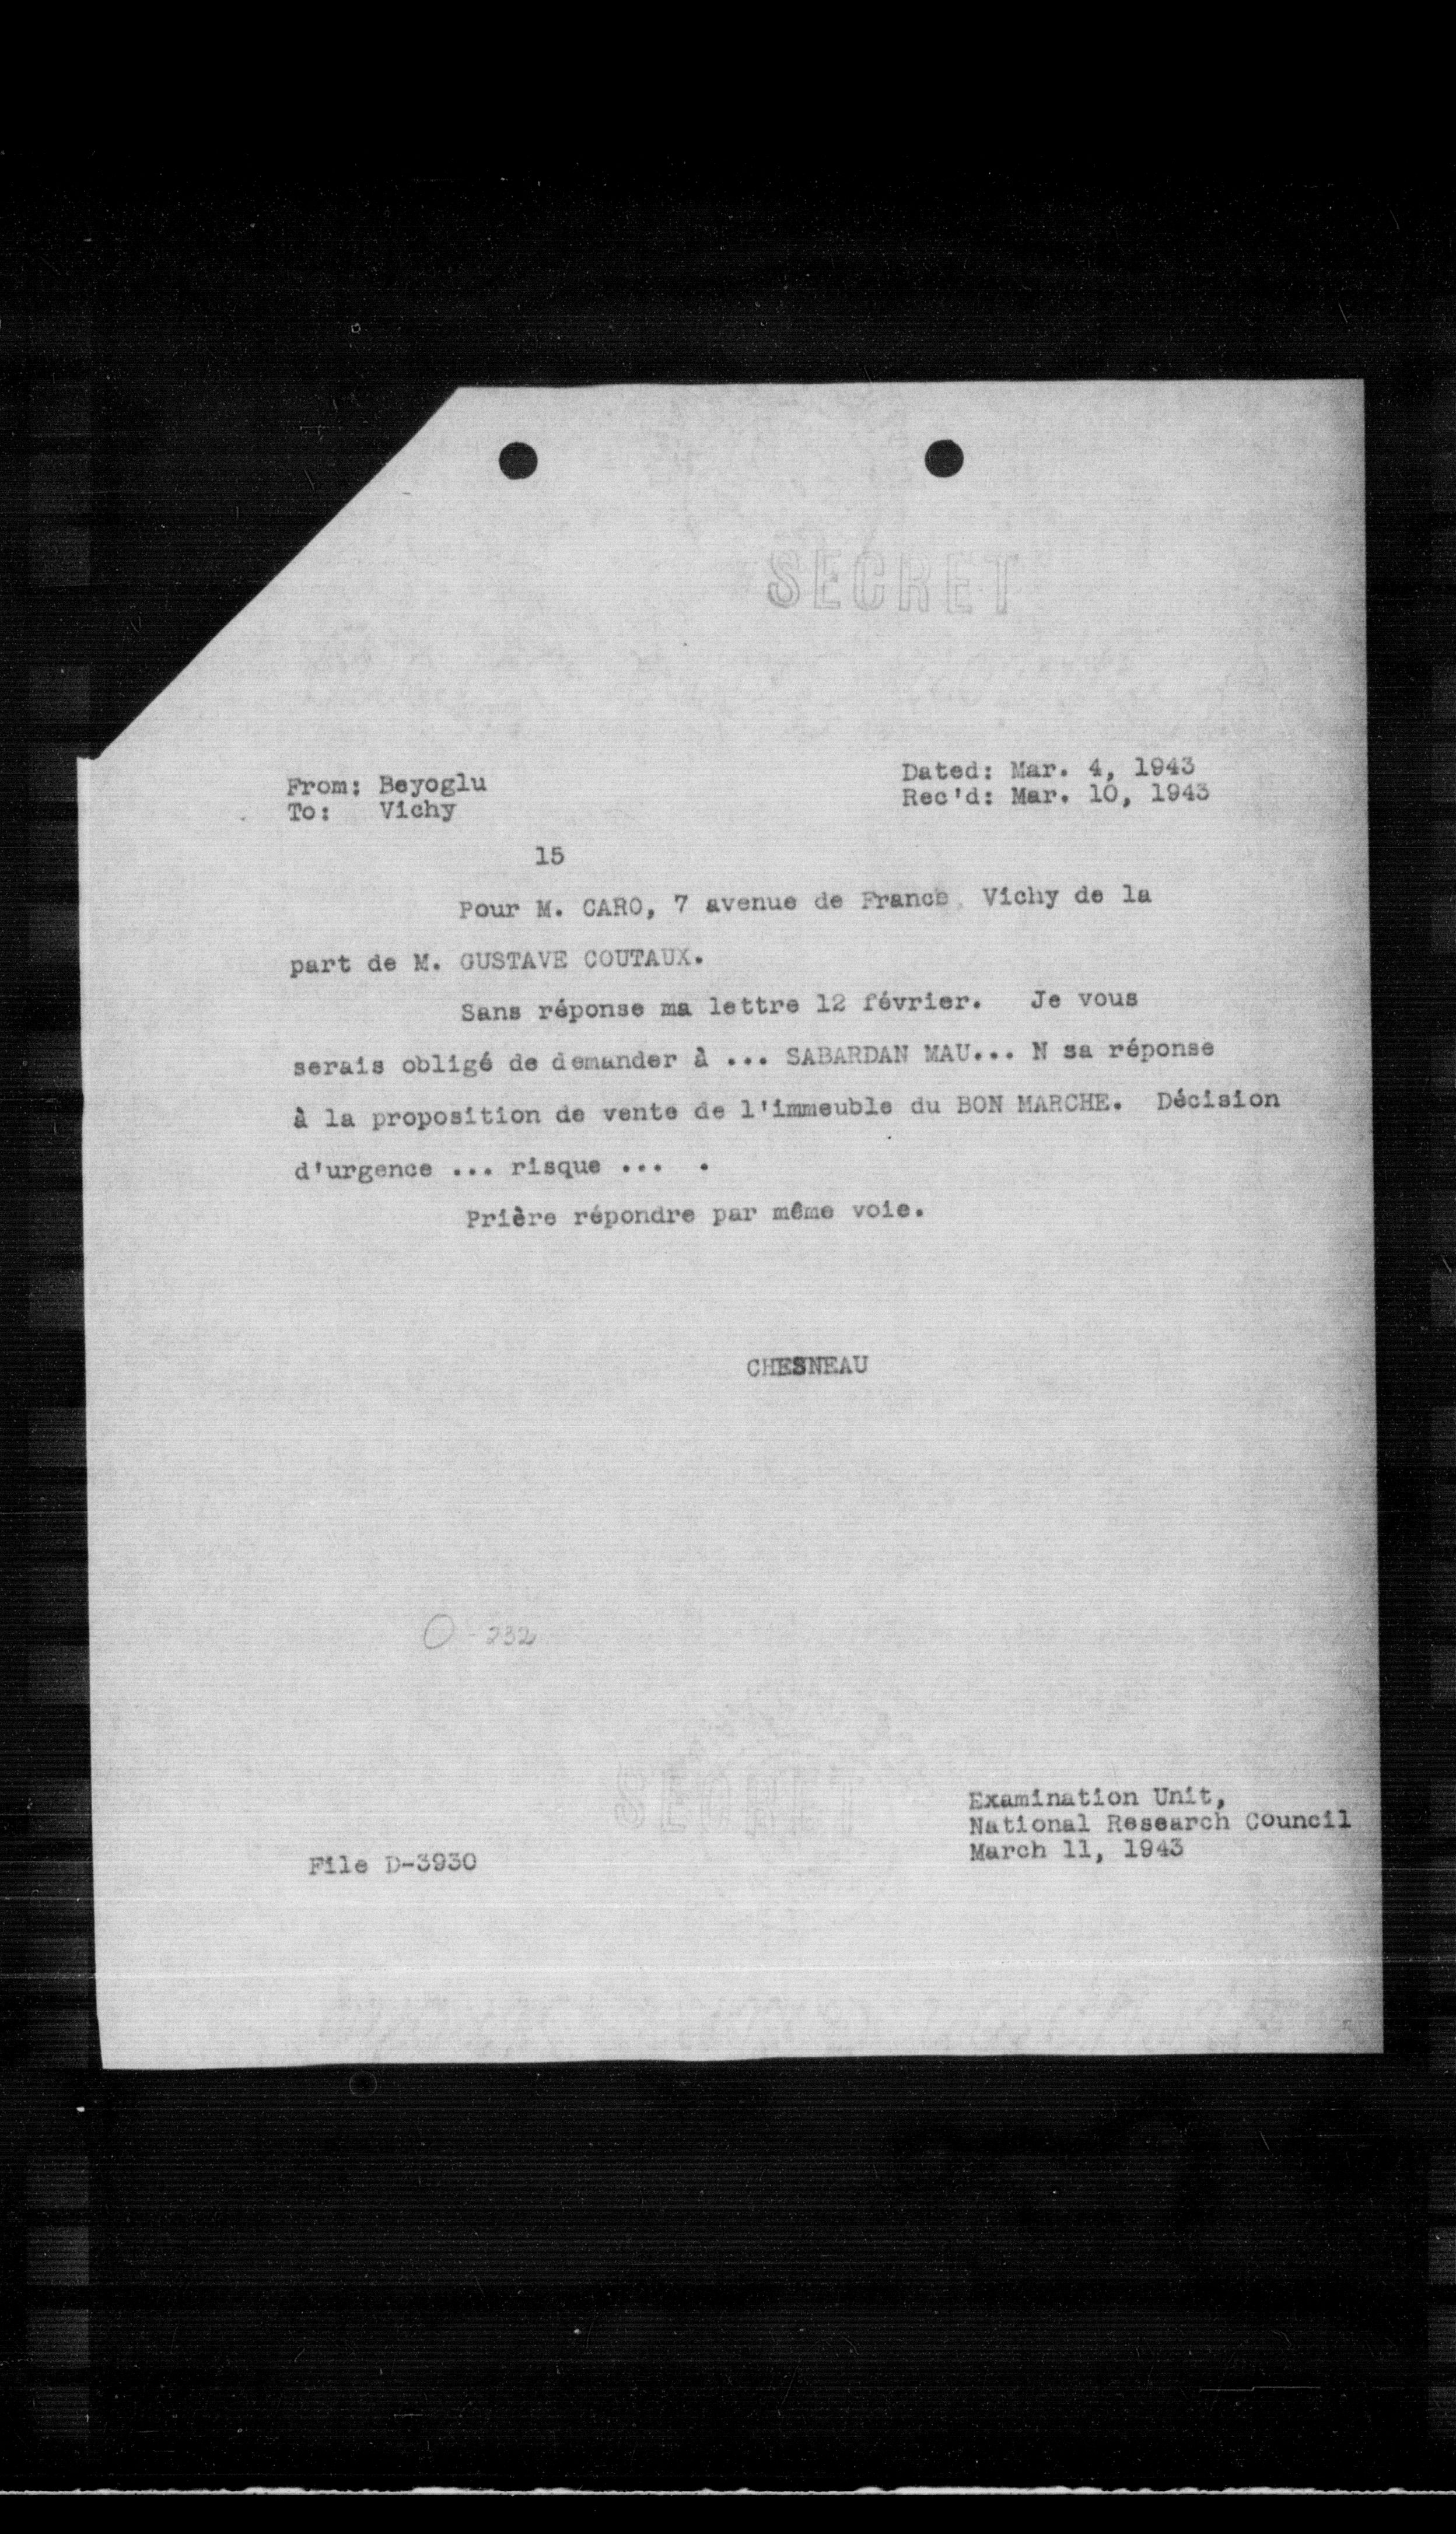 SECRET
From: Beyoglu
To: Vichy
Dated: Mar. 4, 1943
Rec'd: Mar. 10, 1943
15
Pour M. CARO, 7 avenue de France, Vichy de la
part de M. GUSTAVE COUTAUX.
Sans réponse ma lettre 12 février. Je vous
serais obligé de demander à ... SABARDAN MAU... N sa réponse
à la proposition de vente de l'immeuble du BON MARCHE. Décision
d'urgence ... risque ... .
Prière répondre par même voie.
CHESNEAU
O - 232
SECRET
Examination Unit,
National Research Council
March 11, 1943
File D-3930